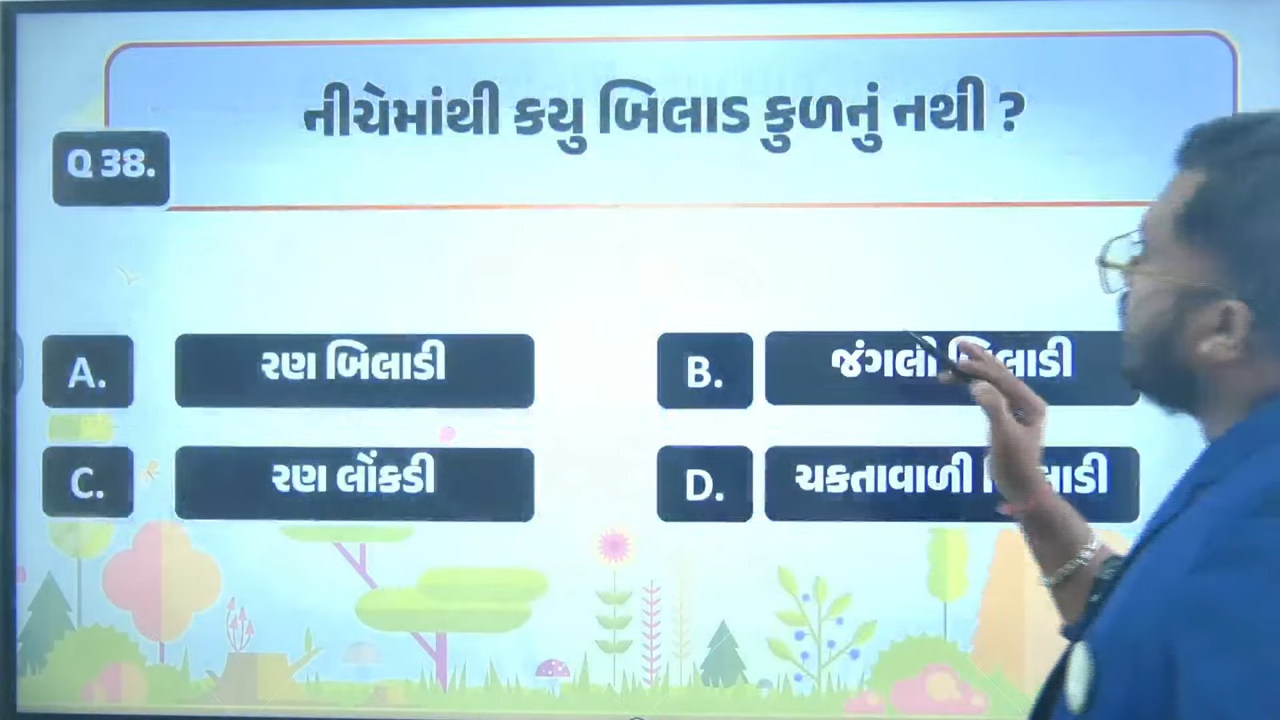 નીચેમાંથી કયુ બિલાડ કુળનું નથી ?
Q 38.
A.
રણ બિલાડી
B.
જંગલી બિલાડી
C.
રણ લોંકડી
D.
ચકતાવાળી બિલાડી